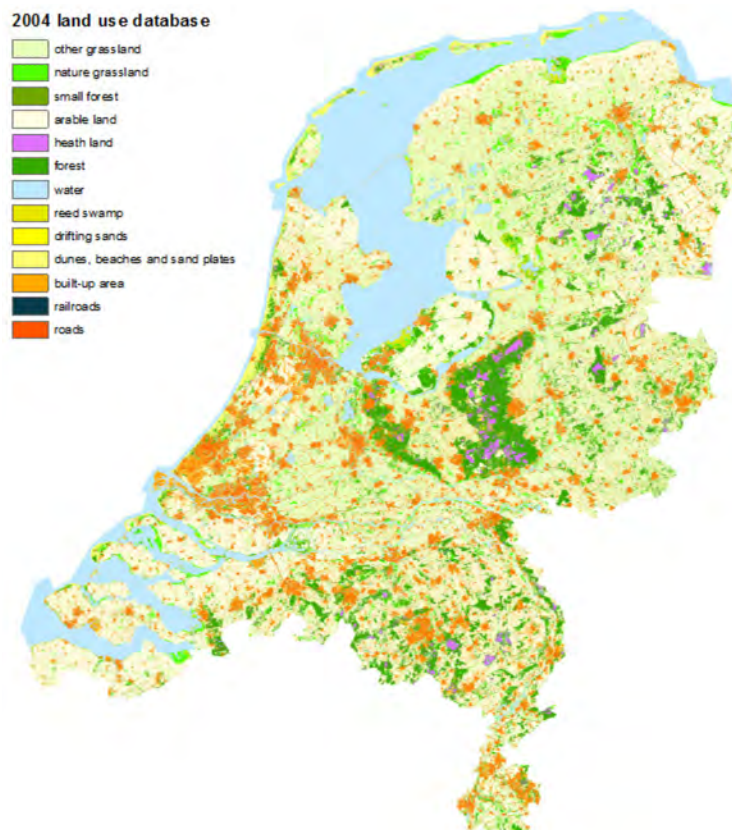 2004 land use database
other grassland
nature grassland
small forest
arable land
heath land
forest
water
reed swamp
drifting sands
dunes, beaches and sand plates
built-up area
railroads
roads